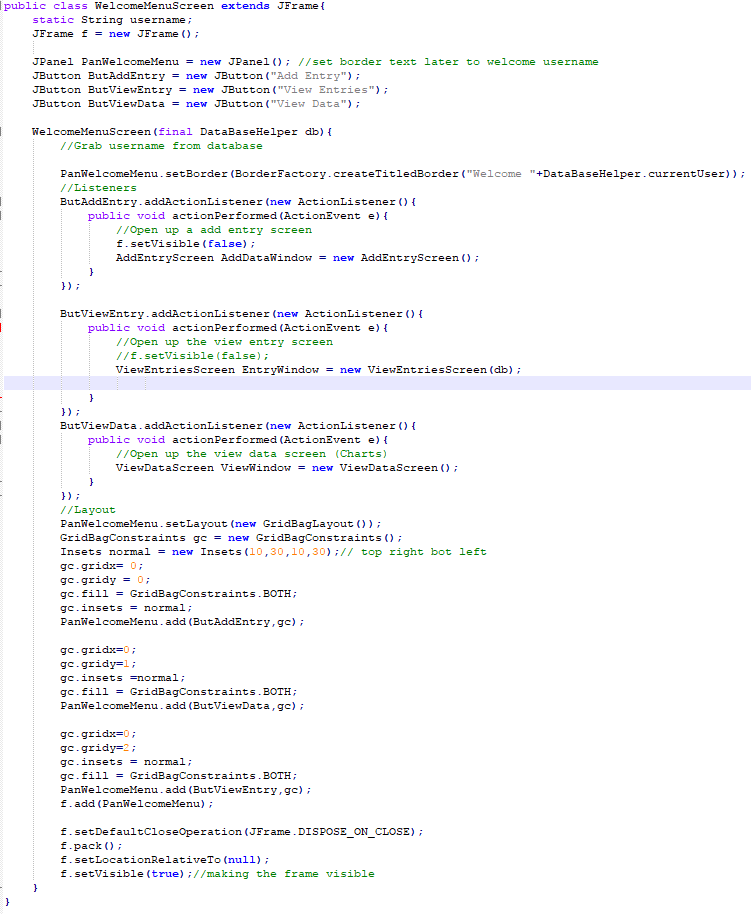 public class WelcomeMenuScreen extends JFrame{
    static String username;
    JFrame f = new JFrame();

    JPanel PanWelcomeMenu = new JPanel(); //set border text later to welcome username
    JButton ButAddEntry = new JButton("Add Entry");
    JButton ButViewEntry = new JButton("View Entries");
    JButton ButViewData = new JButton("View Data");

    WelcomeMenuScreen(final DataBaseHelper db){
        //Grab username from database

        PanWelcomeMenu.setBorder(BorderFactory.createTitledBorder("Welcome "+DataBaseHelper.currentUser));
        //Listeners
        ButAddEntry.addActionListener(new ActionListener(){
            public void actionPerformed(ActionEvent e){
                //Open up a add entry screen
                f.setVisible(false);
                AddEntryScreen AddDataWindow = new AddEntryScreen();
            }
        });

        ButViewEntry.addActionListener(new ActionListener(){
            public void actionPerformed(ActionEvent e){
                //Open up the view entry screen
                //f.setVisible(false);
                ViewEntriesScreen EntryWindow = new ViewEntriesScreen(db);

            }
        });
        ButViewData.addActionListener(new ActionListener(){
            public void actionPerformed(ActionEvent e){
                //Open up the view data screen (Charts)
                ViewDataScreen ViewWindow = new ViewDataScreen();
            }
        });
        //Layout
        PanWelcomeMenu.setLayout(new GridBagLayout());
        GridBagConstraints gc = new GridBagConstraints();
        Insets normal = new Insets(10,30,10,30);// top right bot left
        gc.gridx= 0;
        gc.gridy = 0;
        gc.fill = GridBagConstraints.BOTH;
        gc.insets = normal;
        PanWelcomeMenu.add(ButAddEntry,gc);

        gc.gridx=0;
        gc.gridy=1;
        gc.insets =normal;
        gc.fill = GridBagConstraints.BOTH;
        PanWelcomeMenu.add(ButViewData,gc);

        gc.gridx=0;
        gc.gridy=2;
        gc.insets = normal;
        gc.fill = GridBagConstraints.BOTH;
        PanWelcomeMenu.add(ButViewEntry,gc);
        f.add(PanWelcomeMenu);

        f.setDefaultCloseOperation(JFrame.DISPOSE_ON_CLOSE);
        f.pack();
        f.setLocationRelativeTo(null);
        f.setVisible(true);//making the frame visible
    }
}